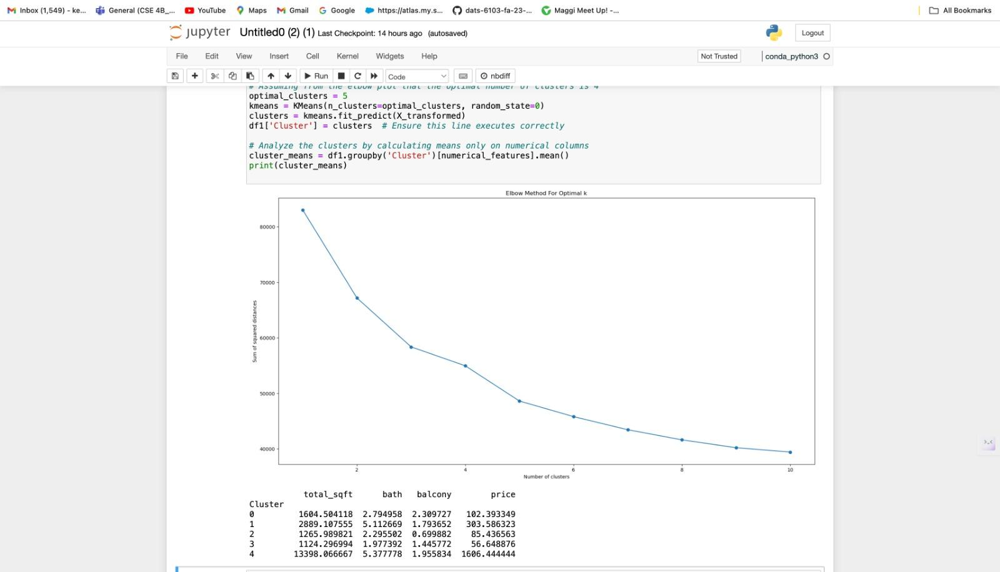 Inbox (1,549) - ke...
General (CSE 4B_...
YouTube
Maps
Gmail
Google
https://atlas.my.s...
dats-6103-fa-23-...
Maggi Meet Up! -...
All Bookmarks
jupyter Untitled0 (2) (1) Last Checkpoint: 14 hours ago (autosaved)
Logout
File Edit View Insert Cell Kernel Widgets Help
Not Trusted
conda_python3
Run
Code
nbdiff
# Assuming from the elbow plot that the optimal number of clusters is 4
optimal_clusters = 5
kmeans = KMeans(n_clusters=optimal_clusters, random_state=0)
clusters = kmeans.fit_predict(X_transformed)
df1['Cluster'] = clusters  # Ensure this line executes correctly
# Analyze the clusters by calculating means only on numerical columns
cluster_means = df1.groupby('Cluster')[numerical_features].mean()
print(cluster_means)
Elbow Method For Optimal k
80000
70000
60000
50000
40000
Sum of squared distances
2 4 6 8 10
Number of clusters
total_sqft bath balcony price
Cluster
0 1604.504118 2.794958 2.309727 102.393349
1 2889.107555 5.112669 1.793652 303.586323
2 1265.989821 2.295502 0.699882 85.436563
3 1124.296994 1.977392 1.445772 56.648876
4 13398.066667 5.377778 1.955834 1606.444444